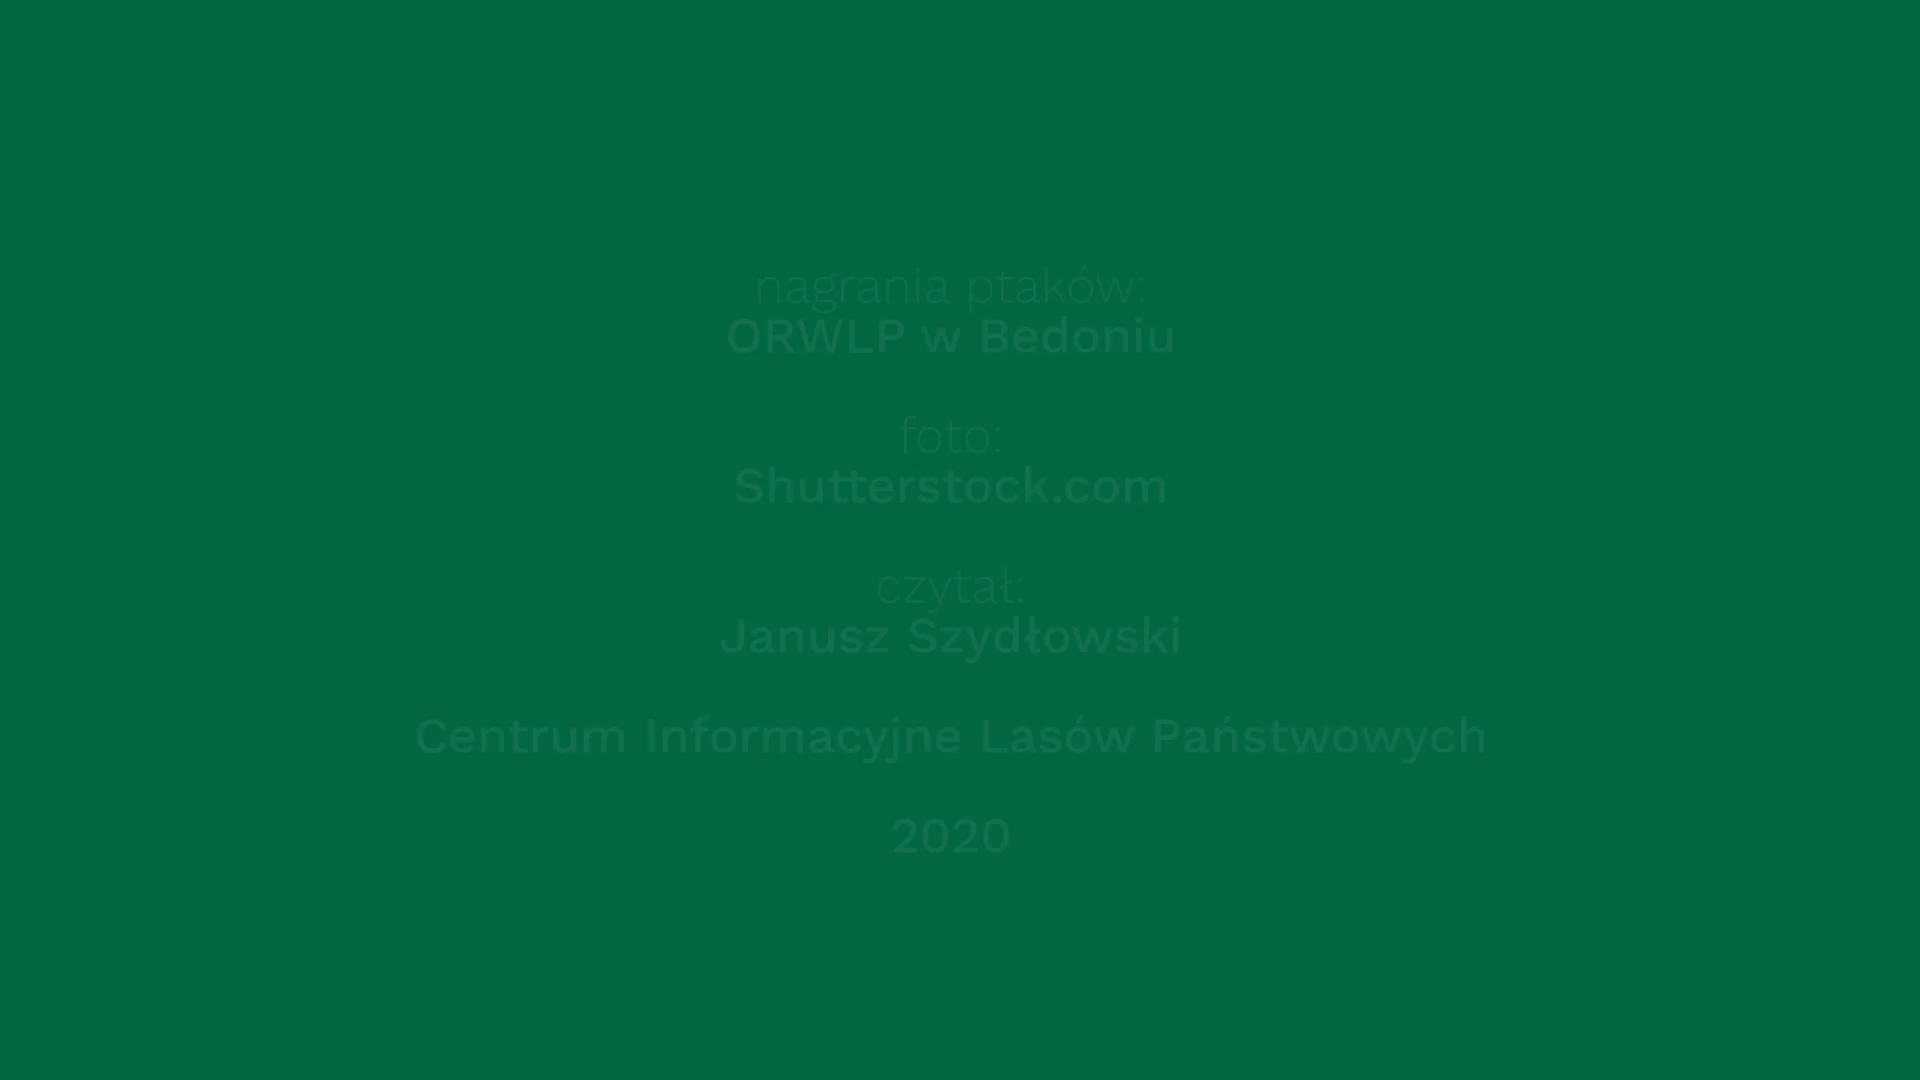 nagrania ptaków:
ORWLP w Bedoniu
foto:
Shutterstock.com
czytał:
Janusz Szydłowski
Centrum Informacyjne Lasów Państwowych
2020